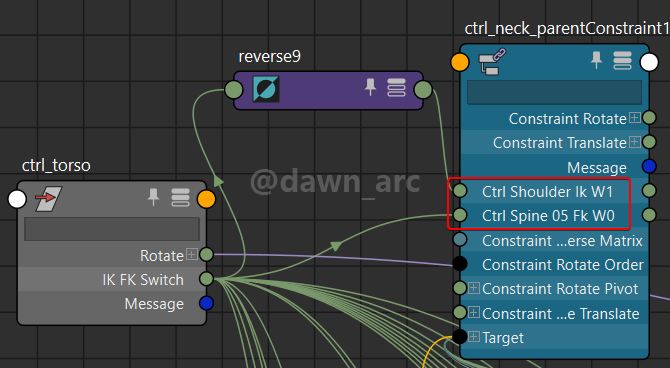 ctrl_neck_parentConstraint1
reverse9
Constraint Rotate
Constraint Translate
Message
ctrl_torso
@dawn_arc
Ctrl Shoulder Ik W1
Ctrl Spine 05 Fk W0
Constraint ...erse Matrix
Rotate
Constraint Rotate Order
IK FK Switch
Constraint Rotate Pivot
Message
Constraint ...e Translate
Target